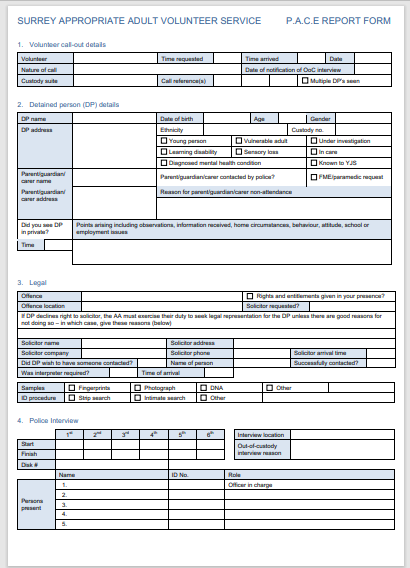 SURREY APPROPRIATE ADULT VOLUNTEER SERVICE P.A.C.E REPORT FORM
1. Volunteer call-out details
Volunteer Time requested Time arrived Date
Nature of call Date of notification of OoC interview
Custody suite Call reference(s) Multiple DP's seen
2. Detained person (DP) details
DP name Date of birth Age Gender
DP address Ethnicity Custody no.
Young person Vulnerable adult Under investigation
Learning disability Sensory loss In care
Diagnosed mental health condition Known to YJS
Parent/guardian/
carer name Parent/guardian/carer contacted by police? FME/paramedic request
Parent/guardian/
carer address Reason for parent/guardian/carer non-attendance
Did you see DP
in private? Points arising including observations, information received, home circumstances, behaviour, attitude, school or
employment issues
Time
3. Legal
Offence Rights and entitlements given in your presence?
Offence location Solicitor requested?
If DP declines right to solicitor, the AA must exercise their duty to seek legal representation for the DP unless there are good reasons for
not doing so – in which case, give these reasons (below)
Solicitor name Solicitor address
Solicitor company Solicitor phone Solicitor arrival time
Did DP wish to have someone contacted? Name of person Successfully contacted?
Was interpreter required? Time of arrival
Samples Fingerprints Photograph DNA Other
ID procedure Strip search Intimate search Other
4. Police Interview
1st 2nd 3rd 4th 5th 6th Interview location
Start Out-of-custody
interview reason
Finish
Disk #
Name ID No. Role
Persons
present
1. Officer in charge
2.
3.
4.
5.